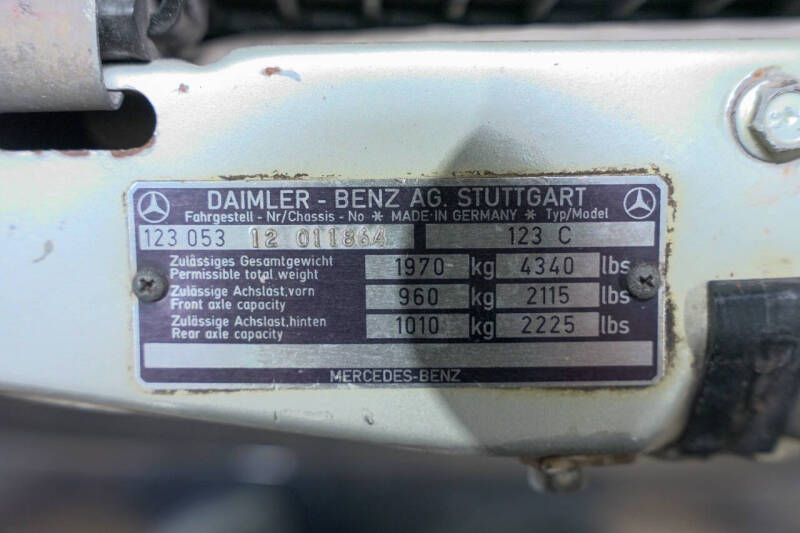 DAIMLER - BENZ AG. STUTTGART
Fahrgestell - Nr/Chassis - No * MADE·IN GERMANY * Typ/Model
123 053 12 011864 123 C
Zulässiges Gesamtgewicht
Permissible total weight 1970 kg 4340 lbs
Zulässige Achslast,vorn
Front axle capacity 960 kg 2115 lbs
Zulässige Achslast,hinten
Rear axle capacity 1010 kg 2225 lbs
MERCEDES-BENZ